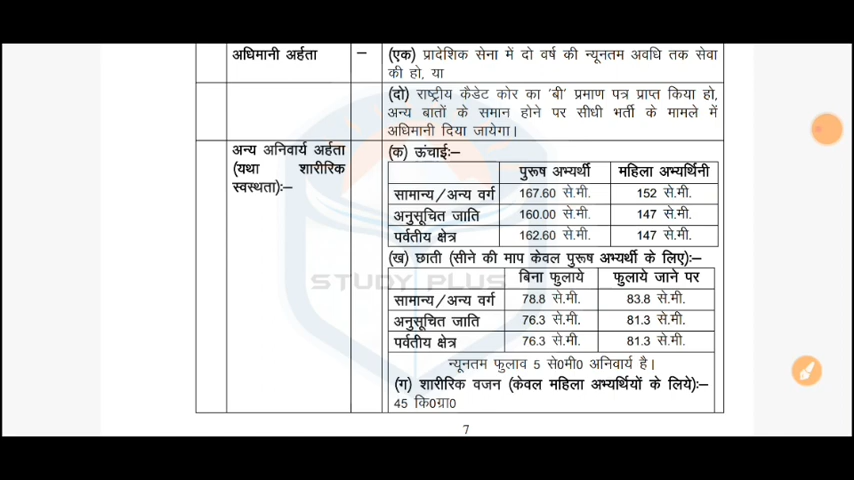 अधिमानी अर्हता – (एक) प्रादेशिक सेना में दो वर्ष की न्यूनतम अवधि तक सेवा
की हो, या
(दो) राष्ट्रीय कैडेट कोर का 'बी' प्रमाण पत्र प्राप्त किया हो,
अन्य बातों के समान होने पर सीधी भर्ती के मामले में
अधिमानी दिया जायेगा।
अन्य अनिवार्य अर्हता
(यथा शारीरिक
स्वस्थता):–
(क) ऊंचाई:–
पुरूष अभ्यर्थी महिला अभ्यर्थिनी
सामान्य/अन्य वर्ग 167.60 से.मी. 152 से.मी.
अनुसूचित जाति 160.00 से.मी. 147 से.मी.
पर्वतीय क्षेत्र 162.60 से.मी. 147 से.मी.
(ख) छाती (सीने की माप केवल पुरूष अभ्यर्थी के लिए):–
बिना फुलाये फुलाये जाने पर
सामान्य/अन्य वर्ग 78.8 से.मी. 83.8 से.मी.
अनुसूचित जाति 76.3 से.मी. 81.3 से.मी.
पर्वतीय क्षेत्र 76.3 से.मी. 81.3 से.मी.
न्यूनतम फुलाव 5 से0मी0 अनिवार्य है।
(ग) शारीरिक वजन (केवल महिला अभ्यर्थियों के लिये):–
45 कि0ग्रा0
STUDY PLUS
7